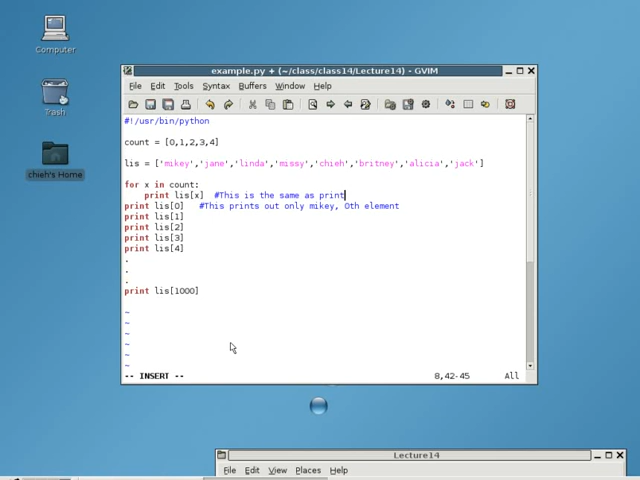 Computer
Trash
chieh's Home
example.py + (~/class/class14/Lecture14) - GVIM
File Edit Tools Syntax Buffers Window Help
#!/usr/bin/python
count = [0,1,2,3,4]
lis = ['mikey','jane','linda','missy','chieh','britney','alicia','jack']
for x in count:
print lis[x] #This is the same as print
print lis[0] #This prints out only mikey, 0th element
print lis[1]
print lis[2]
print lis[3]
print lis[4]
.
.
.
print lis[1000]
~
~
~
~
~
~
-- INSERT -- 8,42-45 All
Lecture14
File Edit View Places Help